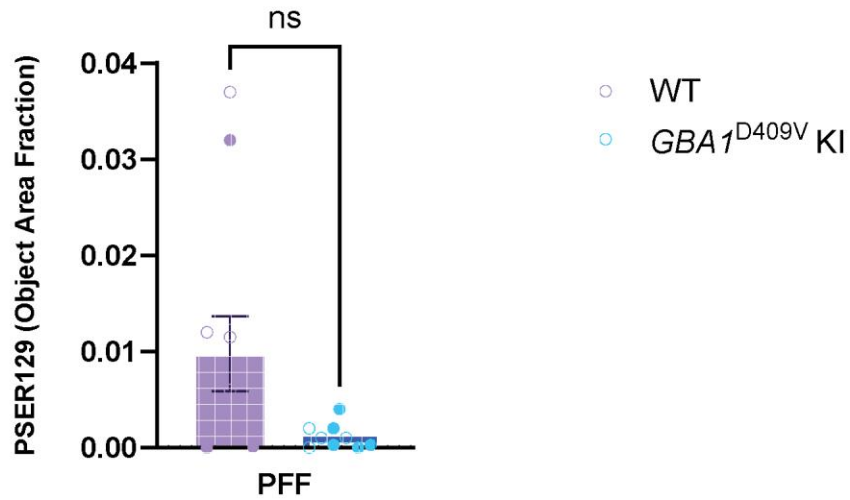 ns
PSER129 (Object Area Fraction)
0.04
0.03
0.02
0.01
0.00
PFF
WT
GBA1D409V KI